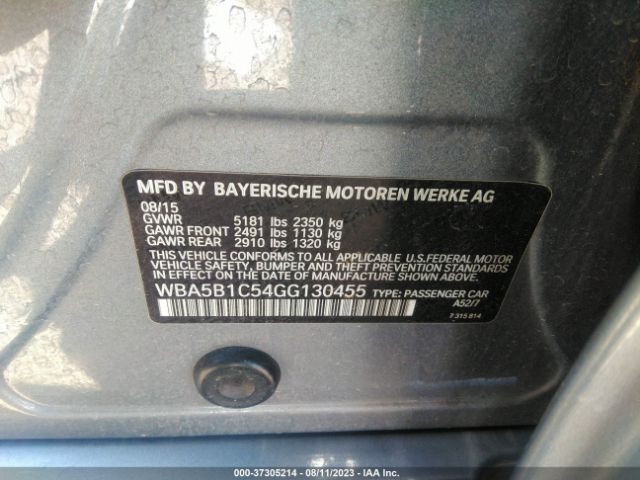 MFD BY BAYERISCHE MOTOREN WERKE AG
08/15
GVWR 5181 lbs 2350 kg
GAWR FRONT 2491 lbs 1130 kg
GAWR REAR 2910 lbs 1320 kg
THIS VEHICLE CONFORMS TO ALL APPLICABLE U.S. FEDERAL MOTOR
VEHICLE SAFETY, BUMPER, AND THEFT PREVENTION STANDARDS
IN EFFECT ON THE DATE OF MANUFACTURE SHOWN ABOVE.
WBA5B1C54GG130455 TYPE: PASSENGER CAR
A52/7
7 315 814
000-37305214 - 08/11/2023 - IAA Inc.